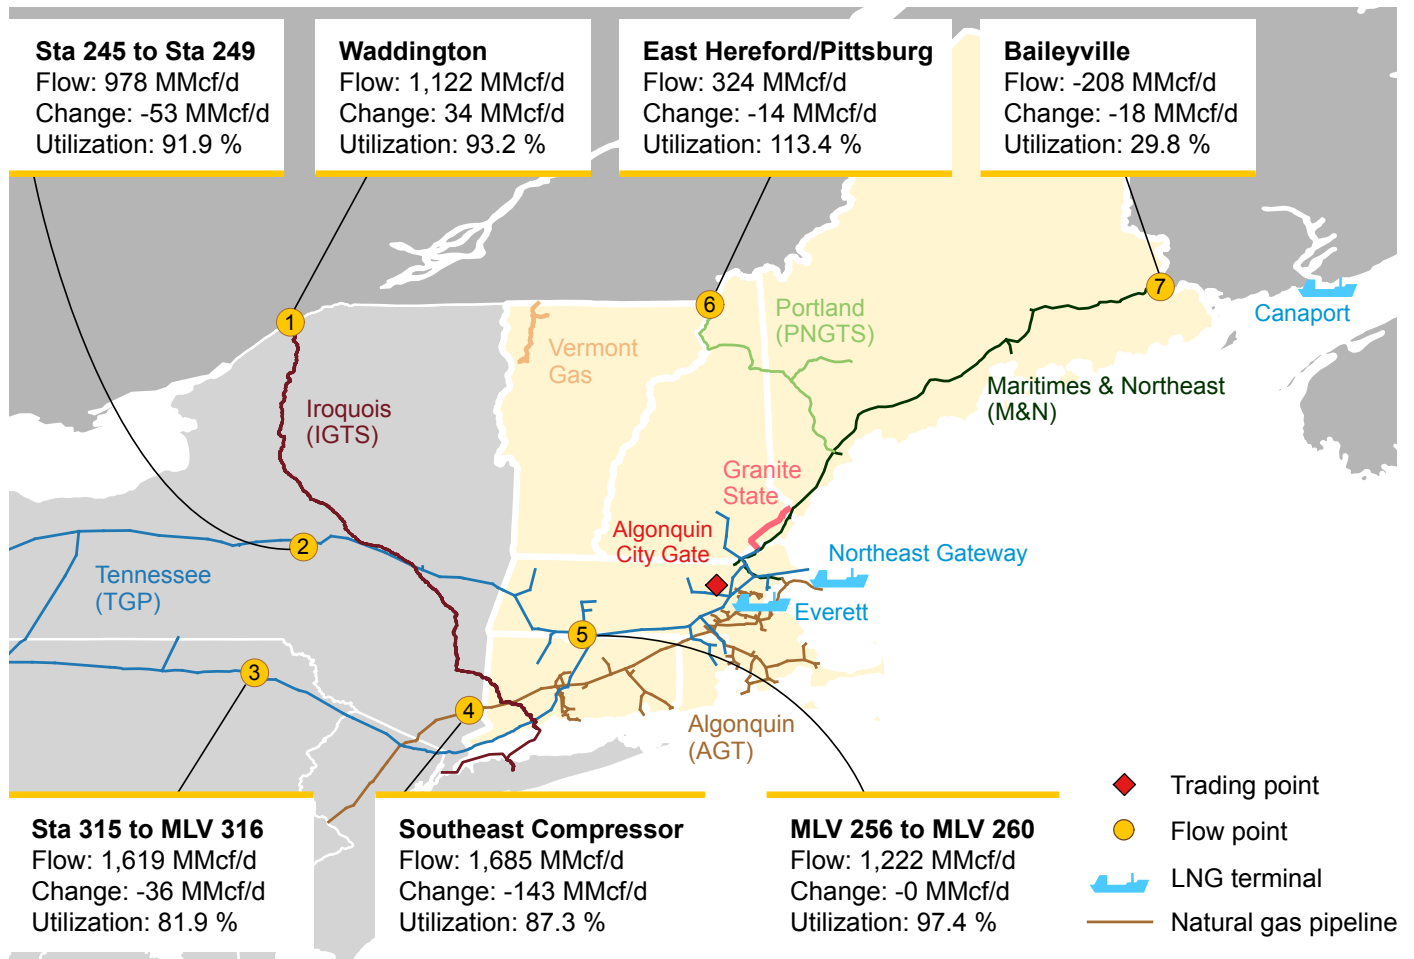 Sta 245 to Sta 249
Flow: 978 MMcf/d
Change: -53 MMcf/d
Utilization: 91.9 %
Waddington
Flow: 1,122 MMcf/d
Change: 34 MMcf/d
Utilization: 93.2 %
East Hereford/Pittsburg
Flow: 324 MMcf/d
Change: -14 MMcf/d
Utilization: 113.4 %
Baileyville
Flow: -208 MMcf/d
Change: -18 MMcf/d
Utilization: 29.8 %
1
6
7
Portland
(PNGTS)
Canaport
Vermont
Gas
Maritimes & Northeast
(M&N)
Iroquois
(IGTS)
Granite
State
Algonquin
City Gate
2
Northeast Gateway
Tennessee
(TGP)
Everett
5
3
4
Algonquin
(AGT)
Sta 315 to MLV 316
Flow: 1,619 MMcf/d
Change: -36 MMcf/d
Utilization: 81.9 %
Southeast Compressor
Flow: 1,685 MMcf/d
Change: -143 MMcf/d
Utilization: 87.3 %
MLV 256 to MLV 260
Flow: 1,222 MMcf/d
Change: -0 MMcf/d
Utilization: 97.4 %
Trading point
Flow point
LNG terminal
Natural gas pipeline